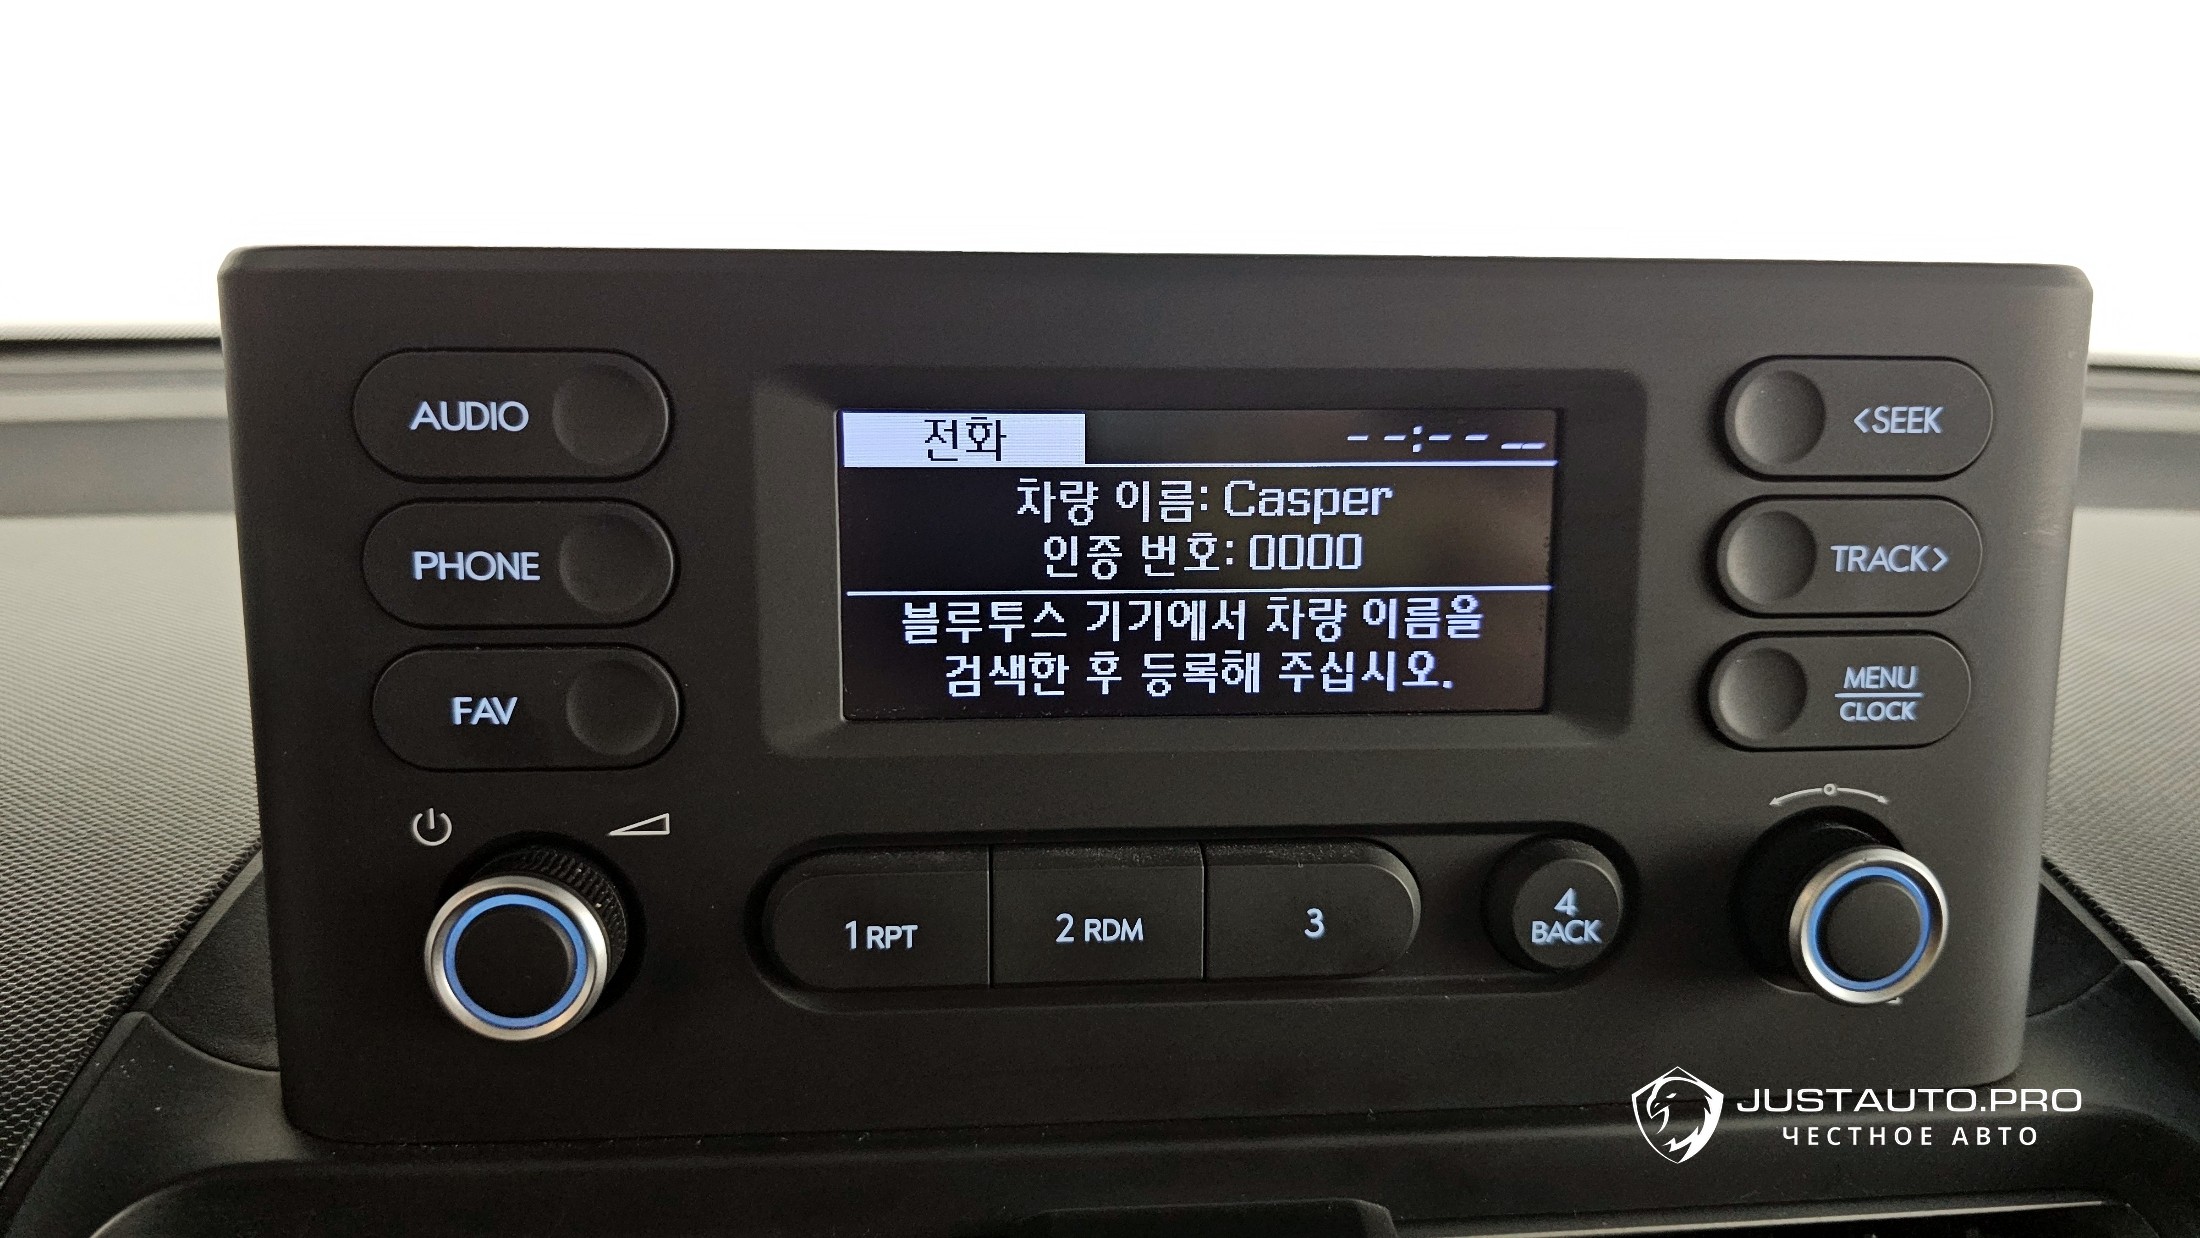 AUDIO
PHONE
FAV
전화 --:-- --
차량 이름: Casper
인증 번호: 0000
블루투스 기기에서 차량 이름을
검색한 후 등록해 주십시오.
<SEEK
TRACK>
MENU
CLOCK
1 RPT
2 RDM
3
4
BACK
JUSTAUTO.PRO
ЧЕСТНОЕ АВТО